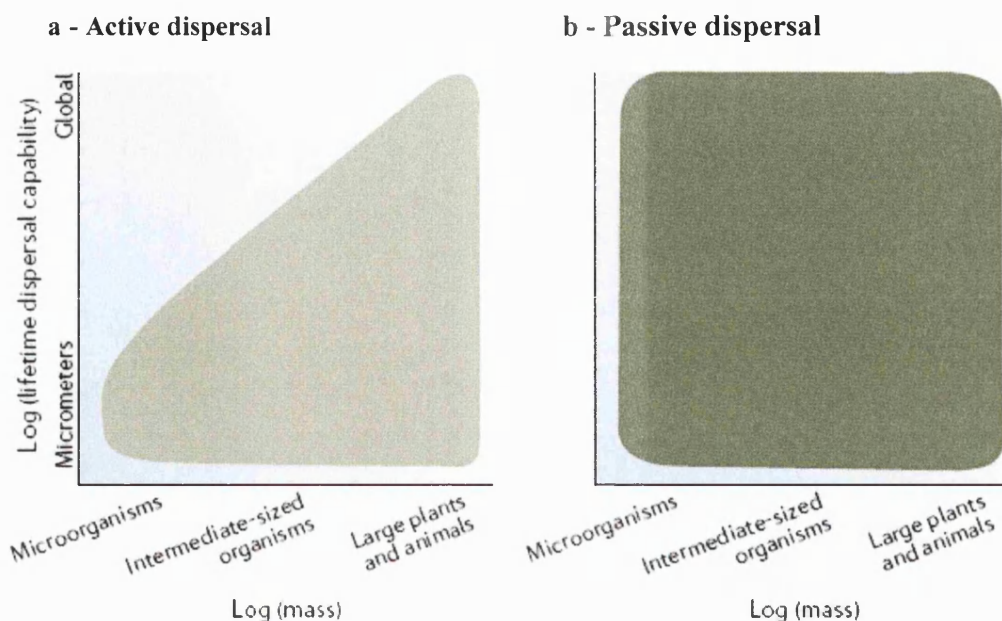 a - Active dispersal
b - Passive dispersal
Log (lifetime dispersal capability)
Global
Micrometers
Microorganisms
Intermediate-sized
organisms
Large plants
and animals
Log (mass)
Microorganisms
Intermediate-sized
organisms
Large plants
and animals
Log (mass)